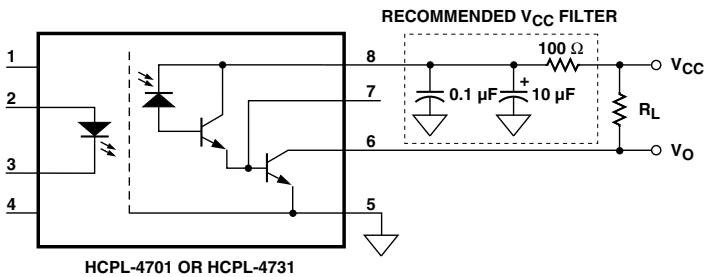 RECOMMENDED VCC FILTER
1
2
3
4
8
7
6
5
100 Ω
0.1 µF
+
10 µF
VCC
RL
VO
HCPL-4701 OR HCPL-4731